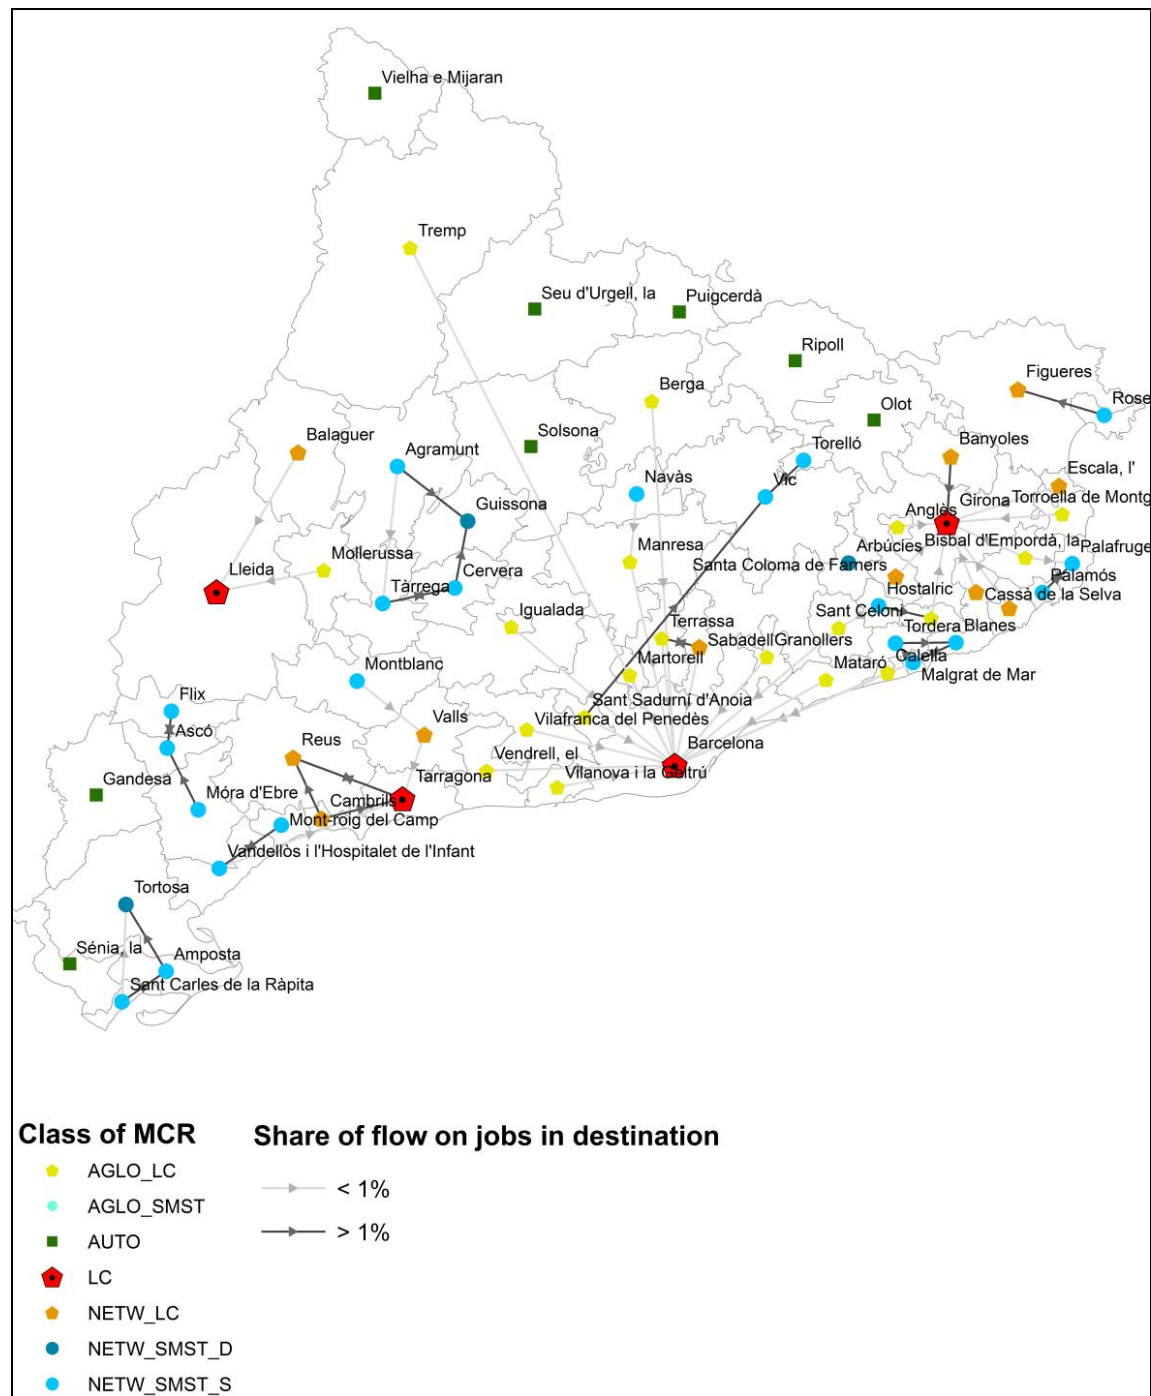 Vielha e Mijaran
Tremp
Seu d'Urgell, la
Puigcerdà
Ripoll
Figueres
Rose
Berga
Olot
Solsona
Torelló
Banyoles
Balaguer
Agramunt
Navàs
Vic
Escala, l'
Guissona
Girona
Torroella de Montg
Anglès
Manresa
Arbúcies
Bisbal d'Empordà, la
Palafruge
Mollerussa
Lleida
Cervera
Santa Coloma de Farners
Tàrrega
Hostalric
Palamós
Cassà de la Selva
Igualada
Terrassa
Sant Celoni
Sabadell
Granollers
Tordera
Blanes
Martorell
Mataró
Calella
Malgrat de Mar
Montblanc
Flix
Sant Sadurní d'Anoia
Ascó
Reus
Valls
Vilafranca del Penedès
Barcelona
Vendrell, el
Vilanova i la Geltrú
Gandesa
Tarragona
Móra d'Ebre
Cambrils
Mont-roig del Camp
Vandellòs i l'Hospitalet de l'Infant
Tortosa
Sénia, la
Amposta
Sant Carles de la Ràpita
Class of MCR
AGLO_LC
AGLO_SMST
AUTO
LC
NETW_LC
NETW_SMST_D
NETW_SMST_S
Share of flow on jobs in destination
< 1%
> 1%